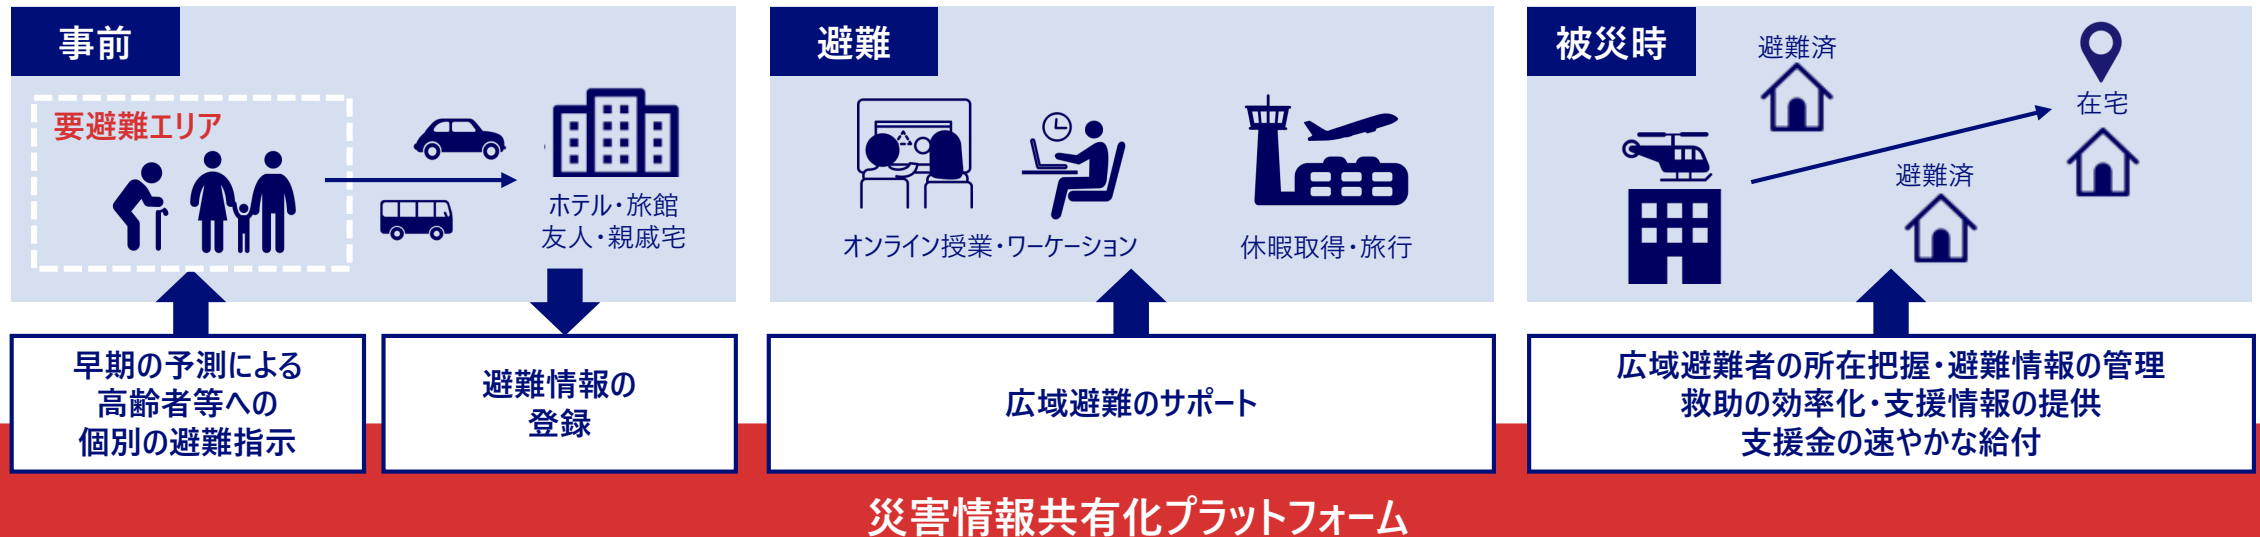 事前
要避難エリア
ホテル・旅館
友人・親戚宅
早期の予測による
高齢者等への
個別の避難指示
避難情報の
登録
避難
オンライン授業・ワーケーション
休暇取得・旅行
広域避難のサポート
被災時
避難済
在宅
避難済
広域避難者の所在把握・避難情報の管理
救助の効率化・支援情報の提供
支援金の速やかな給付
災害情報共有化プラットフォーム